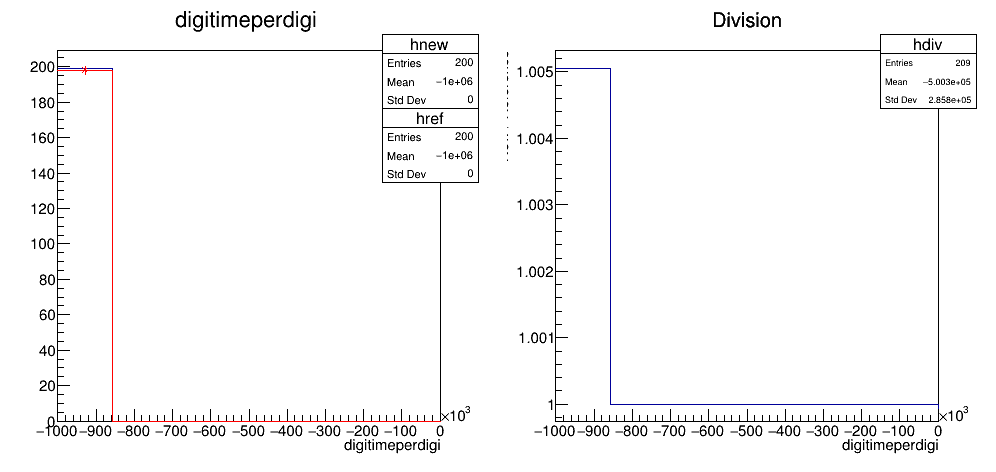 digitimeperdigi
hnew
Entries 200
Mean −1e+06
Std Dev 0
href
Entries 200
Mean −1e+06
Std Dev 0
200
180
160
140
120
100
80
60
40
20
0
−1000 −900 −800 −700 −600 −500 −400 −300 −200 −100 0
×10³
digitimeperdigi
Division
hdiv
Entries 209
Mean −5.003e+05
Std Dev 2.858e+05
1.005
1.004
1.003
1.002
1.001
1
−1000 −900 −800 −700 −600 −500 −400 −300 −200 −100 0
×10³
digitimeperdigi